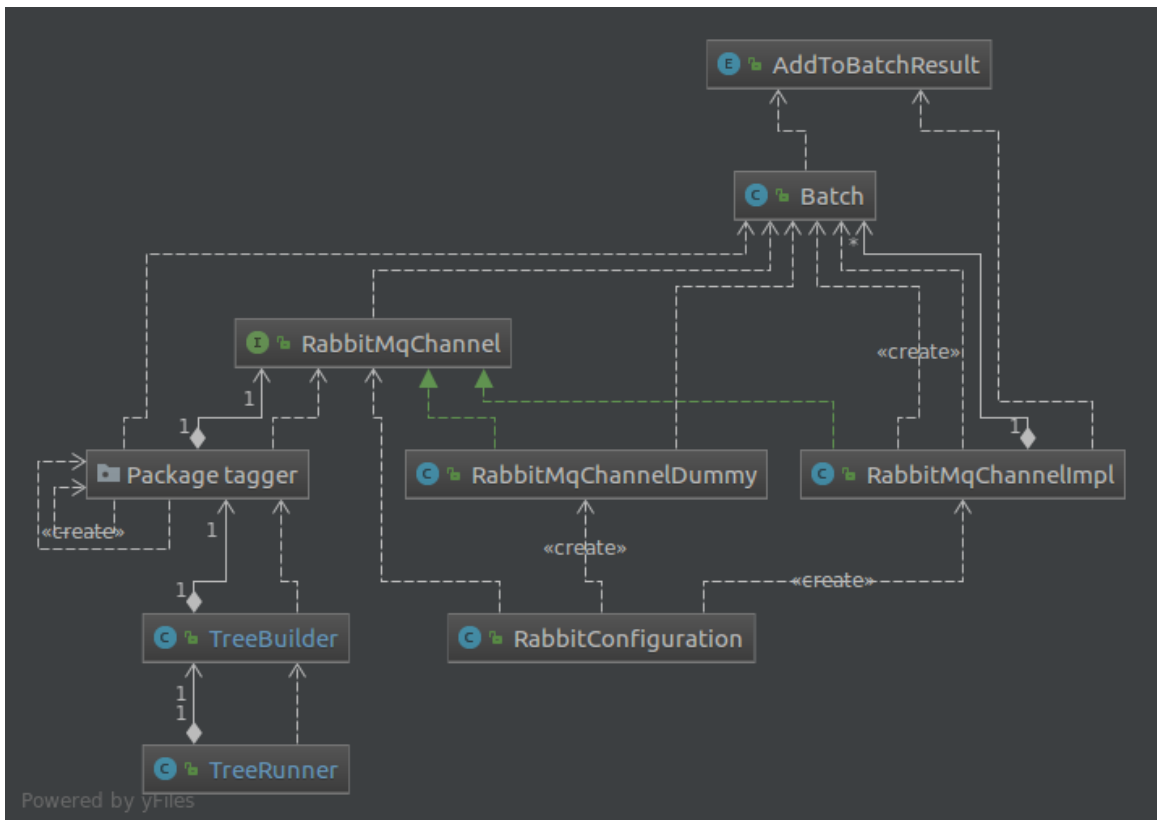 E AddToBatchResult
C Batch
*
I RabbitMqChannel
«create»
1
1
1
Package tagger
C RabbitMqChannelDummy
C RabbitMqChannelImpl
«create»
1
«create»
«create»
1
C TreeBuilder
C RabbitConfiguration
1
1
C TreeRunner
Powered by yFiles